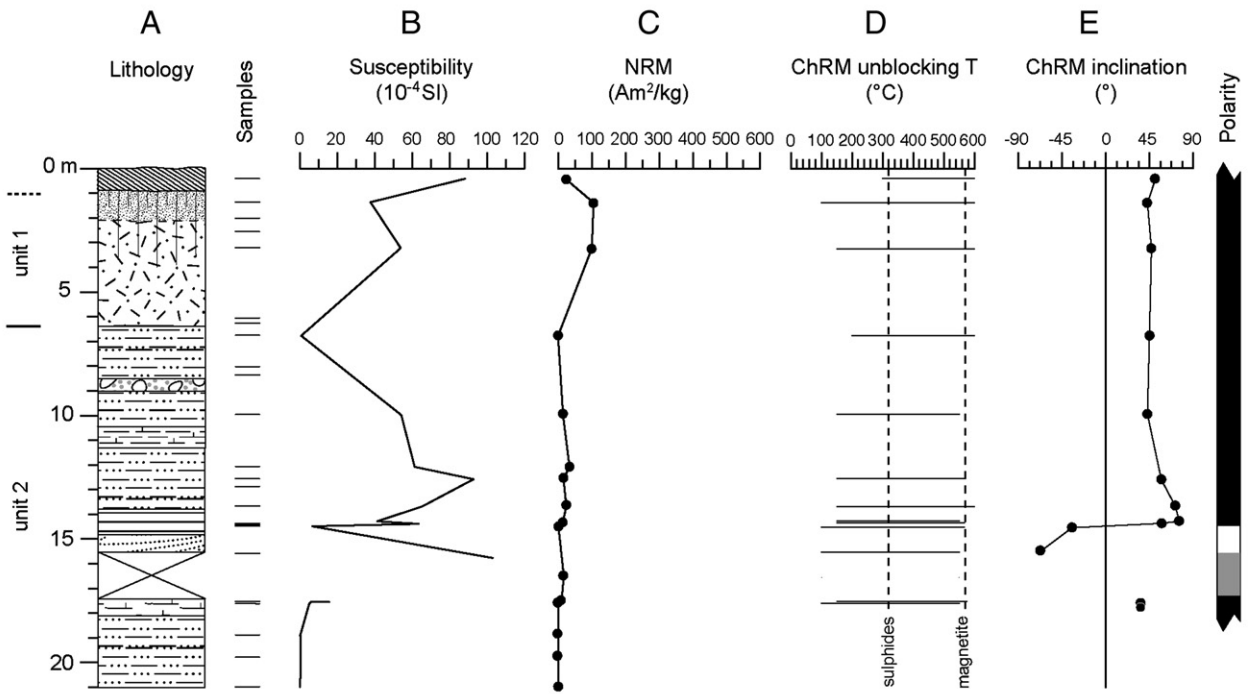 A B C D E
Lithology
Samples
Susceptibility
(10⁻⁴SI)
NRM
(Am²/kg)
ChRM unblocking T
(°C)
ChRM inclination
(°)
Polarity
0 20 40 60 80 100 120
0 100 200 300 400 500 600
0 100 200 300 400 500 600
-90 -45 0 45 90
0 m
5
10
15
20
unit 1
unit 2
sulphides
magnetite